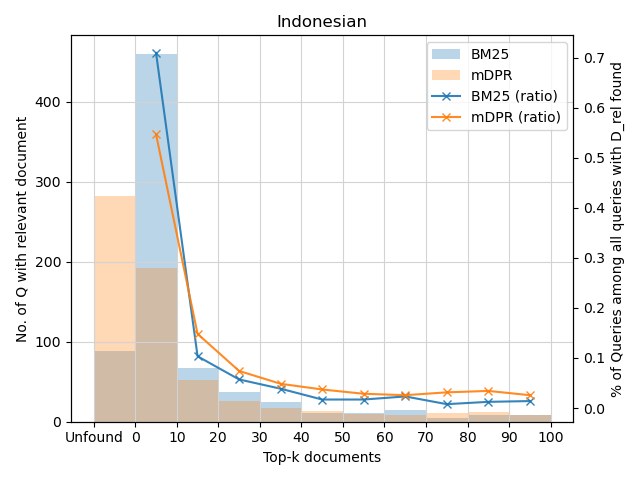 Indonesian
BM25
mDPR
BM25 (ratio)
mDPR (ratio)
No. of Q with relevant document
400
300
200
100
0
% of Queries among all queries with D_rel found
0.7
0.6
0.5
0.4
0.3
0.2
0.1
0.0
Unfound 0 10 20 30 40 50 60 70 80 90 100
Top-k documents